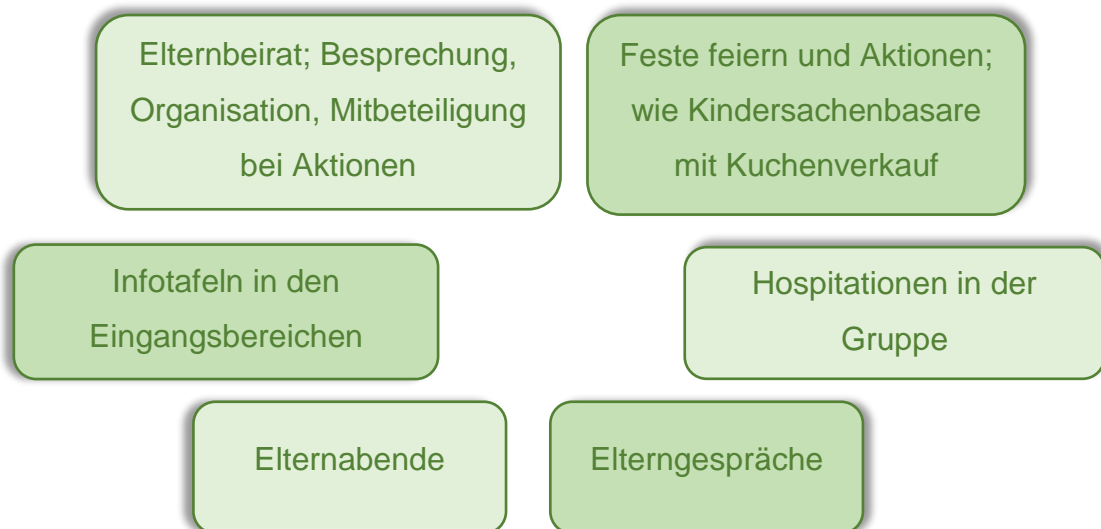 Elternbeirat; Besprechung,
Organisation, Mitbeteiligung
bei Aktionen
Feste feiern und Aktionen;
wie Kindersachenbasare
mit Kuchenverkauf
Infotafeln in den
Eingangsbereichen
Hospitationen in der
Gruppe
Elternabende
Elterngespräche